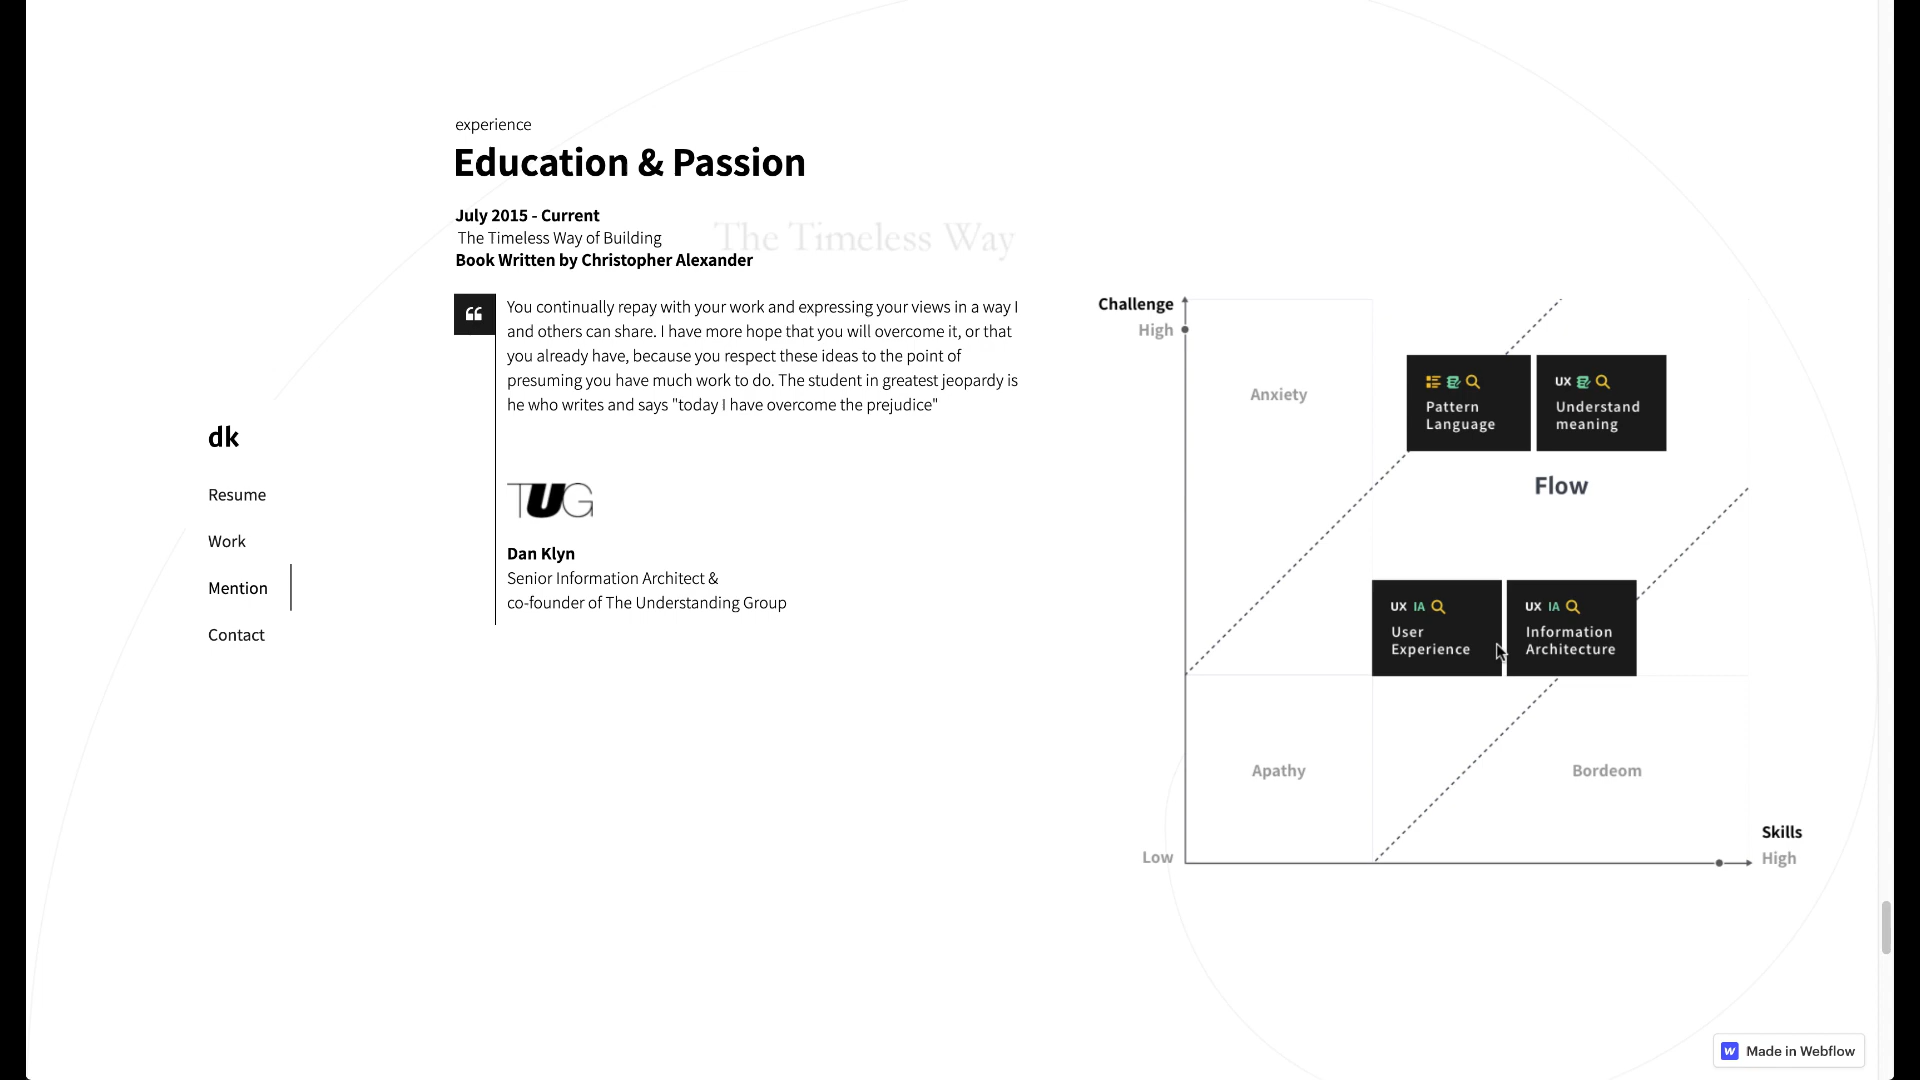 experience
Education & Passion
July 2015 - Current
The Timeless Way of Building
The Timeless Way
Book Written by Christopher Alexander
You continually repay with your work and expressing your views in a way I
and others can share. I have more hope that you will overcome it, or that
you already have, because you respect these ideas to the point of
presuming you have much work to do. The student in greatest jeopardy is
he who writes and says "today I have overcome the prejudice"
TUG
Dan Klyn
Senior Information Architect &
co-founder of The Understanding Group
dk
Resume
Work
Mention
Contact
Challenge
High
Anxiety
Pattern
Language
UX
Understand
meaning
Flow
UX IA
User
Experience
UX IA
Information
Architecture
Apathy
Bordeom
Low
Skills
High
Made in Webflow